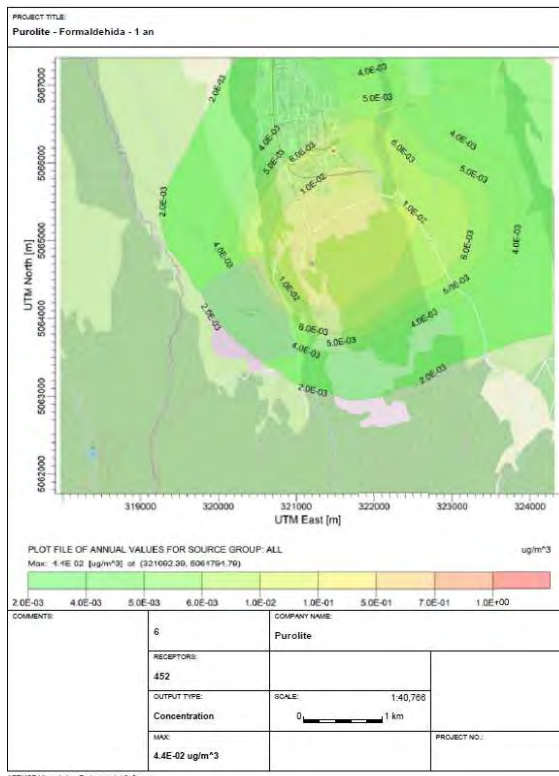 PROJECT TITLE:
Purolite - Formaldehida - 1 an
UTM North [m]
5067000
5066000
5065000
5064000
5063000
5062000
2.0E-03
4.0E-03
5.0E-03
4.0E-03
5.0E-03
6.0E-03
1.0E-02
6.0E-03
4.0E-03
5.0E-03
2.0E-03
1.0E-02
4.0E-03
6.0E-03
4.0E-03
1.0E-02
5.0E-03
2.0E-03
4.0E-03
6.0E-03
5.0E-03
4.0E-03
2.0E-03
2.0E-03
319000 320000 321000 322000 323000 324000
UTM East [m]
PLOT FILE OF ANNUAL VALUES FOR SOURCE GROUP: ALL ug/m^3
Max: 4.4E-02 [ug/m^3] at
2.0E-03 4.0E-03 5.0E-03 6.0E-03 1.0E-02 1.0E-01 5.0E-01 7.0E-01 1.0E+00
COMMENTS:
6
COMPANY NAME:
Purolite
RECEPTORS:
452
OUTPUT TYPE:
Concentration
SCALE: 1:40,766
0 1 km
MAX:
4.4E-02 ug/m^3
PROJECT NO.: